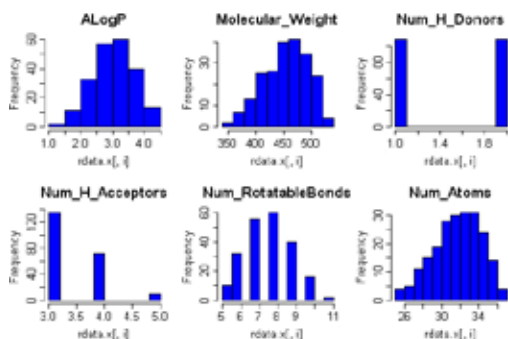 ALogP
Molecular_Weight
Num_H_Donors
Frequency
0 20 40 60
1.0 2.0 3.0 4.0
rdata.x[, i]
Frequency
0 10 30
350 400 450 500
rdata.x[, i]
Frequency
0 40 80
1.0 1.4 1.8
rdata.x[, i]
Num_H_Acceptors
Num_RotatableBonds
Num_Atoms
Frequency
0 40 80 140
3.0 3.5 4.0 4.5 5.0
rdata.x[, i]
Frequency
0 20 40 60
5 6 7 8 9 11
rdata.x[, i]
Frequency
0 10 20 30
26 30 34
rdata.x[, i]